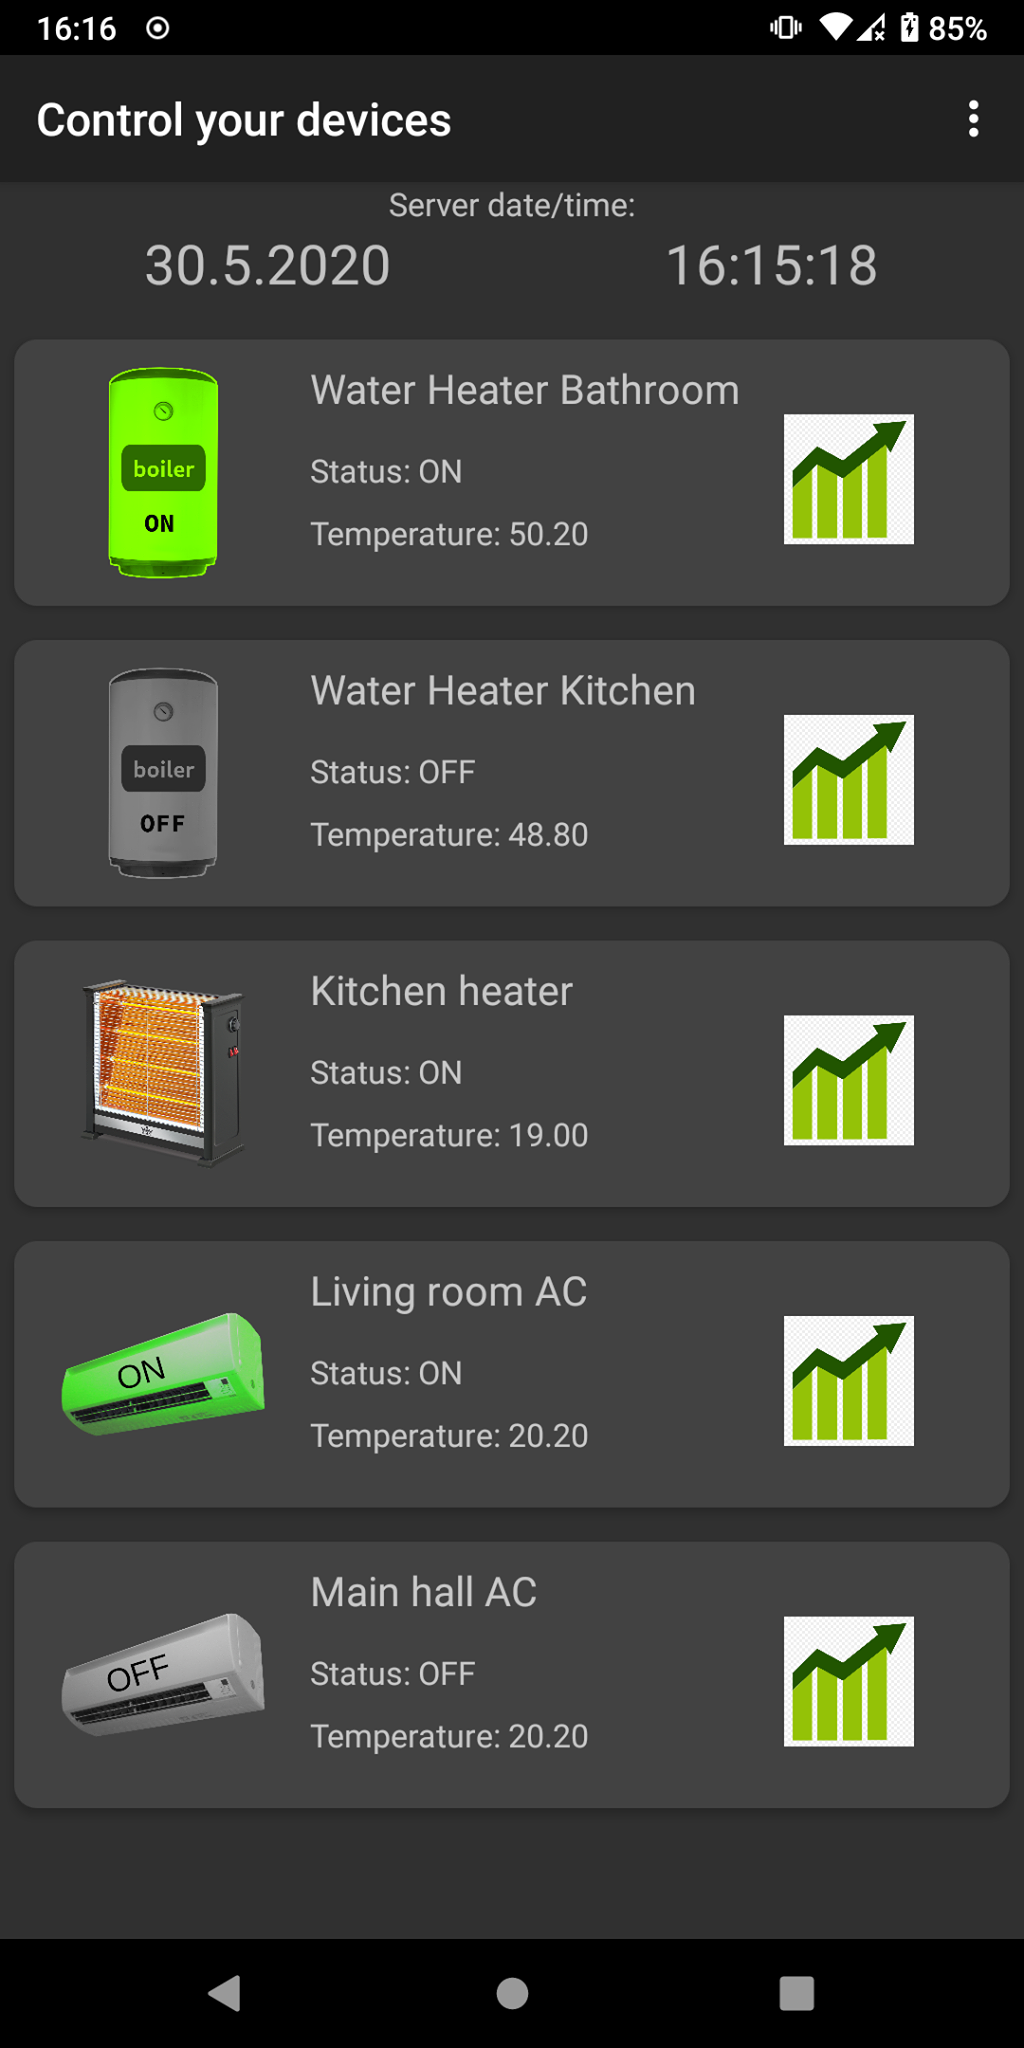 16:16
85%
Control your devices
Server date/time:
30.5.2020 16:15:18
Water Heater Bathroom
boiler
ON
Status: ON
Temperature: 50.20
Water Heater Kitchen
boiler
OFF
Status: OFF
Temperature: 48.80
Kitchen heater
Status: ON
Temperature: 19.00
Living room AC
ON
Status: ON
Temperature: 20.20
Main hall AC
OFF
Status: OFF
Temperature: 20.20